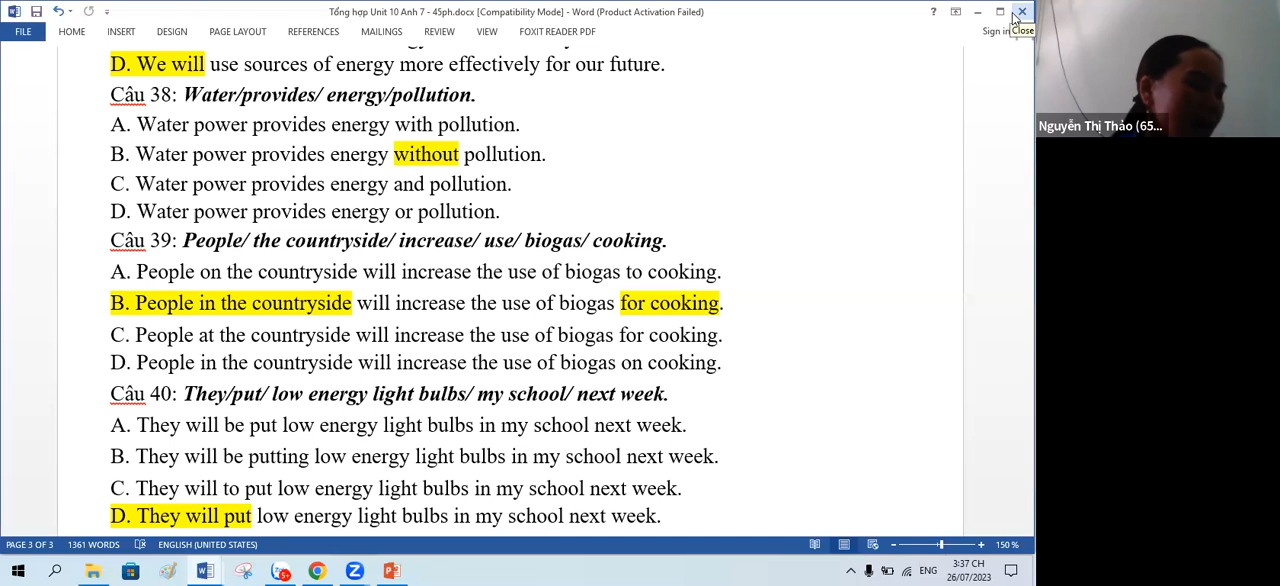 Tổng hợp Unit 10 Anh 7 - 45ph.docx [Compatibility Mode] - Word (Product Activation Failed)
?
FILE HOME INSERT DESIGN PAGE LAYOUT REFERENCES MAILINGS REVIEW VIEW FOXIT READER PDF Sign in
Close
D. We will use sources of energy more effectively for our future.
Câu 38: Water/provides/ energy/pollution.
A. Water power provides energy with pollution.
B. Water power provides energy without pollution.
C. Water power provides energy and pollution.
D. Water power provides energy or pollution.
Câu 39: People/ the countryside/ increase/ use/ biogas/ cooking.
A. People on the countryside will increase the use of biogas to cooking.
B. People in the countryside will increase the use of biogas for cooking.
C. People at the countryside will increase the use of biogas for cooking.
D. People in the countryside will increase the use of biogas on cooking.
Câu 40: They/put/ low energy light bulbs/ my school/ next week.
A. They will be put low energy light bulbs in my school next week.
B. They will be putting low energy light bulbs in my school next week.
C. They will to put low energy light bulbs in my school next week.
D. They will put low energy light bulbs in my school next week.
Nguyễn Thị Thảo (65...
PAGE 3 OF 3 1361 WORDS ENGLISH (UNITED STATES) 150 %
ENG
3:37 CH
26/07/2023